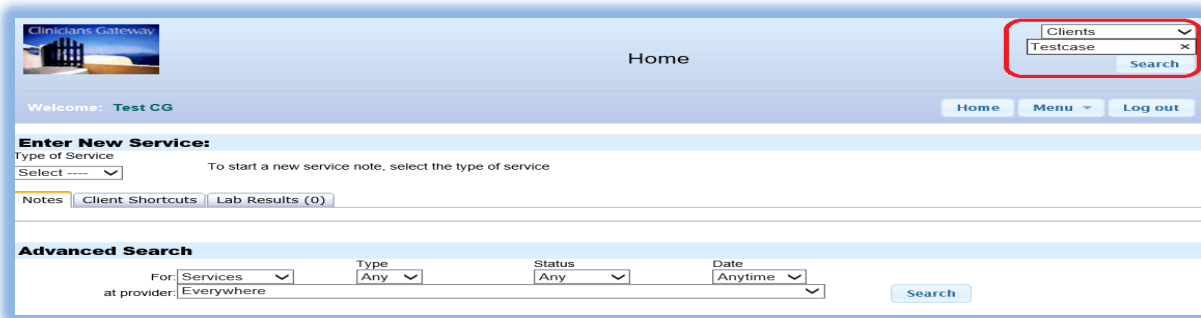 Clinicians Gateway
Home
Clients
Testcase ×
Search
Welcome: Test CG
Home Menu Log out
Enter New Service:
Type of Service
Select ---- To start a new service note, select the type of service
Notes Client Shortcuts Lab Results (0)
Advanced Search
Type Status Date
For: Services Any Any Anytime
at provider: Everywhere Search